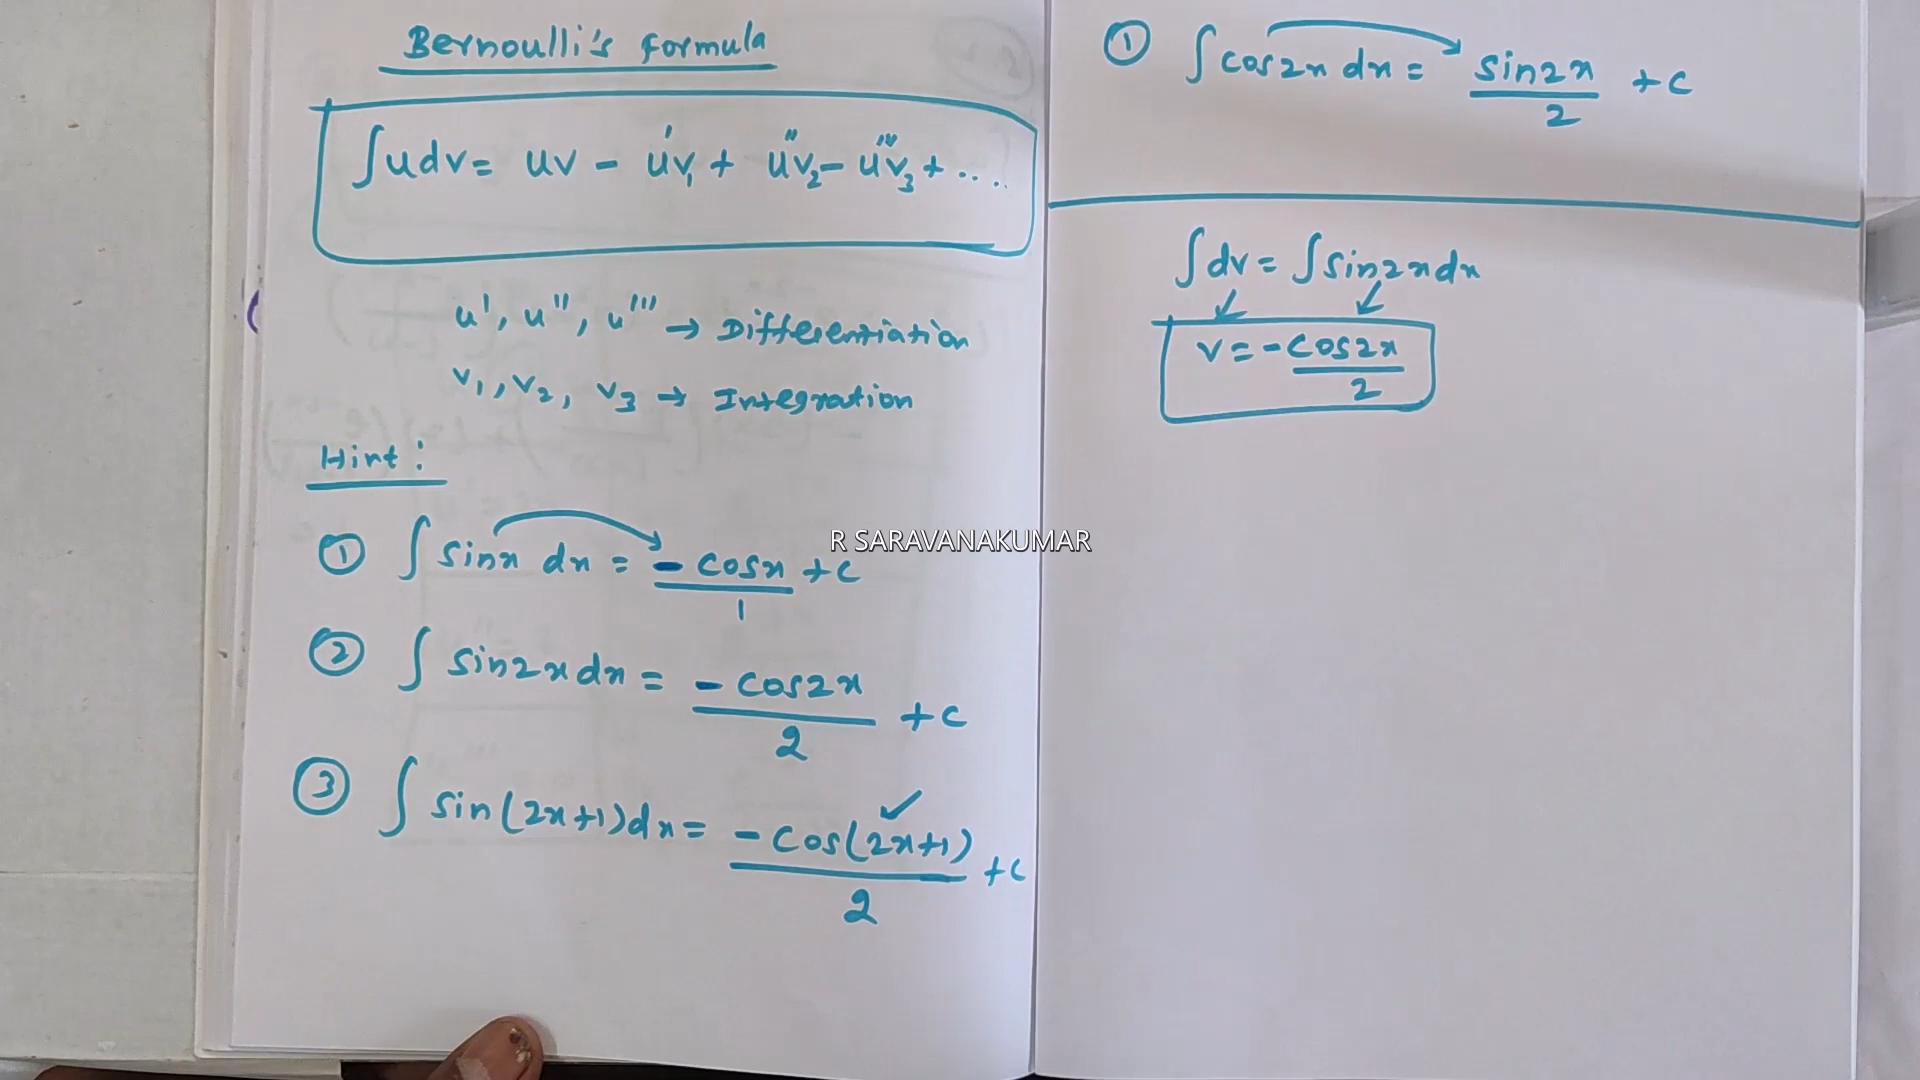 Bernoulli's Formula
∫udv = uv - u'v₁ + u''v₂ - u'''v₃ + ....
u', u'', u''' → Differentiation
v₁, v₂, v₃ → Integration
Hint :
① ∫ sinx dx = -cosx/1 + c
② ∫ sin2x dx = -cos2x/2 + c
③ ∫ sin(2x+1)dx = -cos(2x+1)/2 + c
① ∫cos2x dx = sin2x/2 + c
∫dv = ∫sin2x dx
v = -cos2x/2
R SARAVANAKUMAR